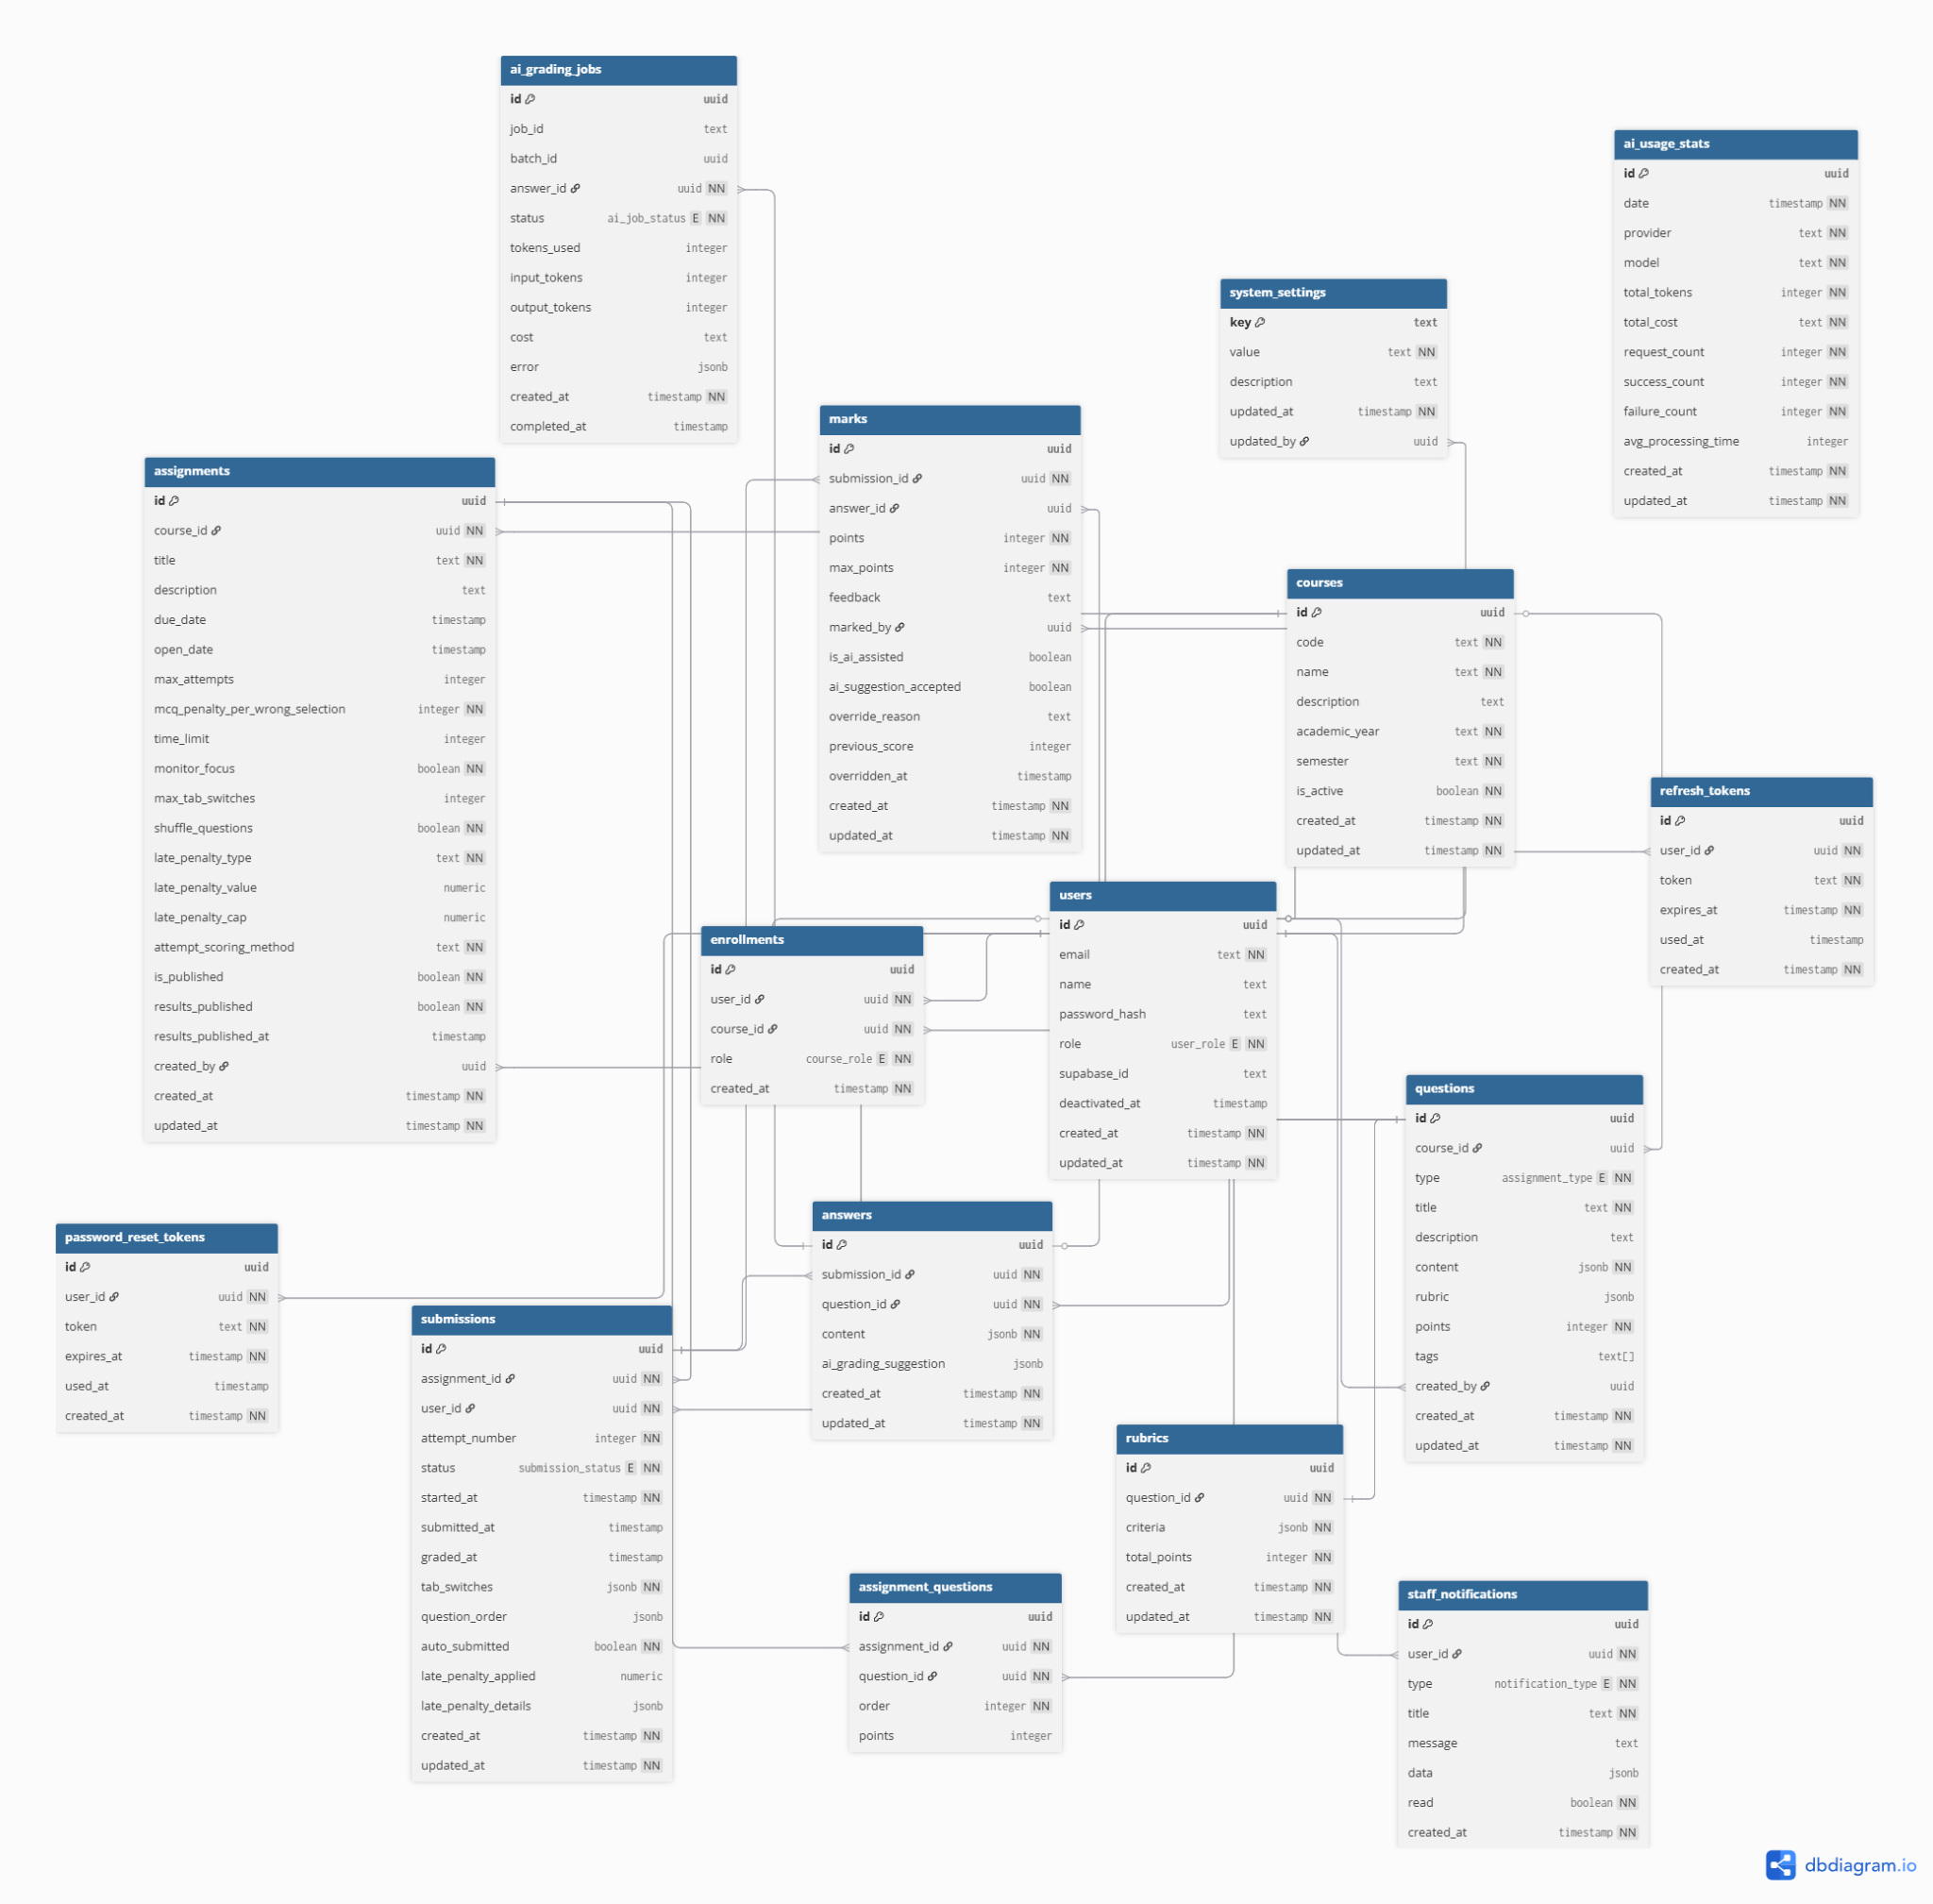 ai_grading_jobs
id uuid
job_id text
batch_id uuid
answer_id uuid NN
status ai_job_status E NN
tokens_used integer
input_tokens integer
output_tokens integer
cost text
error jsonb
created_at timestamp NN
completed_at timestamp
ai_usage_stats
id uuid
date timestamp NN
provider text NN
model text NN
total_tokens integer NN
total_cost text NN
request_count integer NN
success_count integer NN
failure_count integer NN
avg_processing_time integer
created_at timestamp NN
updated_at timestamp NN
system_settings
key text
value text NN
description text
updated_at timestamp NN
updated_by uuid
marks
id uuid
submission_id uuid NN
answer_id uuid
points integer NN
max_points integer NN
feedback text
marked_by uuid
is_ai_assisted boolean
ai_suggestion_accepted boolean
override_reason text
previous_score integer
overridden_at timestamp
created_at timestamp NN
updated_at timestamp NN
assignments
id uuid
course_id uuid NN
title text NN
description text
due_date timestamp
open_date timestamp
max_attempts integer
mcq_penalty_per_wrong_selection integer NN
time_limit integer
monitor_focus boolean NN
max_tab_switches integer
shuffle_questions boolean NN
late_penalty_type text NN
late_penalty_value numeric
late_penalty_cap numeric
attempt_scoring_method text NN
is_published boolean NN
results_published boolean NN
results_published_at timestamp
created_by uuid
created_at timestamp NN
updated_at timestamp NN
courses
id uuid
code text NN
name text NN
description text
academic_year text NN
semester text NN
is_active boolean NN
created_at timestamp NN
updated_at timestamp NN
refresh_tokens
id uuid
user_id uuid NN
token text NN
expires_at timestamp NN
used_at timestamp
created_at timestamp NN
users
id uuid
email text NN
name text
password_hash text
role user_role E NN
supabase_id text
deactivated_at timestamp
created_at timestamp NN
updated_at timestamp NN
enrollments
id uuid
user_id uuid NN
course_id uuid NN
role course_role E NN
created_at timestamp NN
questions
id uuid
course_id uuid
type assignment_type E NN
title text NN
description text
content jsonb NN
rubric jsonb
points integer NN
tags text[]
created_by uuid
created_at timestamp NN
updated_at timestamp NN
answers
id uuid
submission_id uuid NN
question_id uuid NN
content jsonb NN
ai_grading_suggestion jsonb
created_at timestamp NN
updated_at timestamp NN
password_reset_tokens
id uuid
user_id uuid NN
token text NN
expires_at timestamp NN
used_at timestamp
created_at timestamp NN
submissions
id uuid
assignment_id uuid NN
user_id uuid NN
attempt_number integer NN
status submission_status E NN
started_at timestamp NN
submitted_at timestamp
graded_at timestamp
tab_switches jsonb NN
question_order jsonb
auto_submitted boolean NN
late_penalty_applied numeric
late_penalty_details jsonb
created_at timestamp NN
updated_at timestamp NN
rubrics
id uuid
question_id uuid NN
criteria jsonb NN
total_points integer NN
created_at timestamp NN
updated_at timestamp NN
assignment_questions
id uuid
assignment_id uuid NN
question_id uuid NN
order integer NN
points integer
staff_notifications
id uuid
user_id uuid NN
type notification_type E NN
title text NN
message text
data jsonb
read boolean NN
created_at timestamp NN
dbdiagram.io